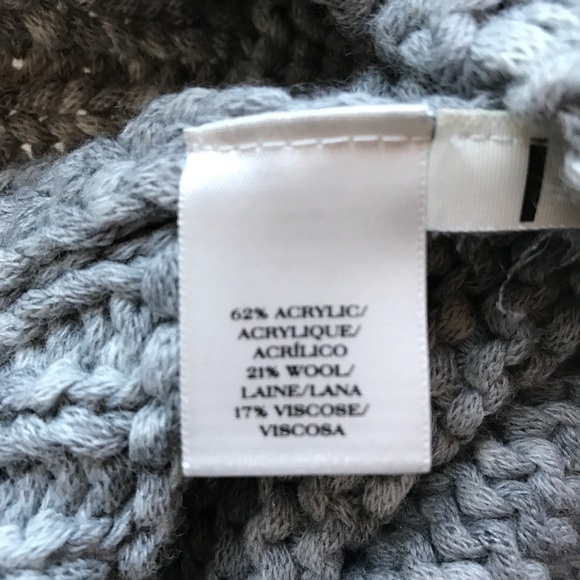 62% ACRYLIC/
ACRYLIQUE/
ACRÍLICO
21% WOOL/
LAINE/LANA
17% VISCOSE/
VISCOSA